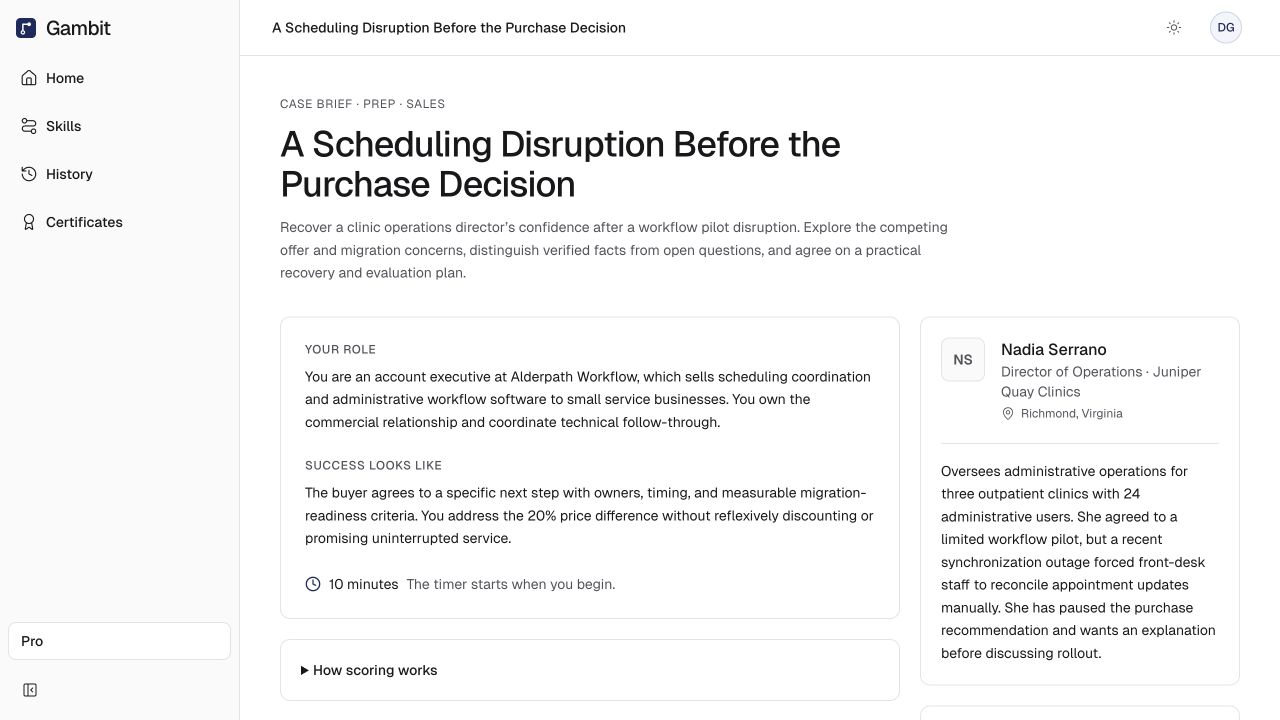 Gambit
Home
Skills
History
Certificates
Pro
A Scheduling Disruption Before the Purchase Decision
DG
CASE BRIEF · PREP · SALES
A Scheduling Disruption Before the
Purchase Decision
Recover a clinic operations director's confidence after a workflow pilot disruption. Explore the competing
offer and migration concerns, distinguish verified facts from open questions, and agree on a practical
recovery and evaluation plan.
YOUR ROLE
You are an account executive at Alderpath Workflow, which sells scheduling coordination
and administrative workflow software to small service businesses. You own the
commercial relationship and coordinate technical follow-through.
SUCCESS LOOKS LIKE
The buyer agrees to a specific next step with owners, timing, and measurable migration-
readiness criteria. You address the 20% price difference without reflexively discounting or
promising uninterrupted service.
10 minutes The timer starts when you begin.
How scoring works
NS
Nadia Serrano
Director of Operations · Juniper
Quay Clinics
Richmond, Virginia
Oversees administrative operations for
three outpatient clinics with 24
administrative users. She agreed to a
limited workflow pilot, but a recent
synchronization outage forced front-desk
staff to reconcile appointment updates
manually. She has paused the purchase
recommendation and wants an explanation
before discussing rollout.